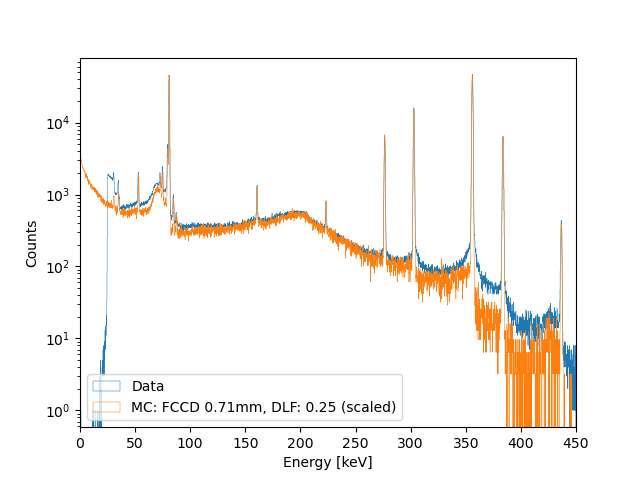 10⁴
10³
10²
10¹
10⁰
Counts
Data
MC: FCCD 0.71mm, DLF: 0.25 (scaled)
0 50 100 150 200 250 300 350 400 450
Energy [keV]